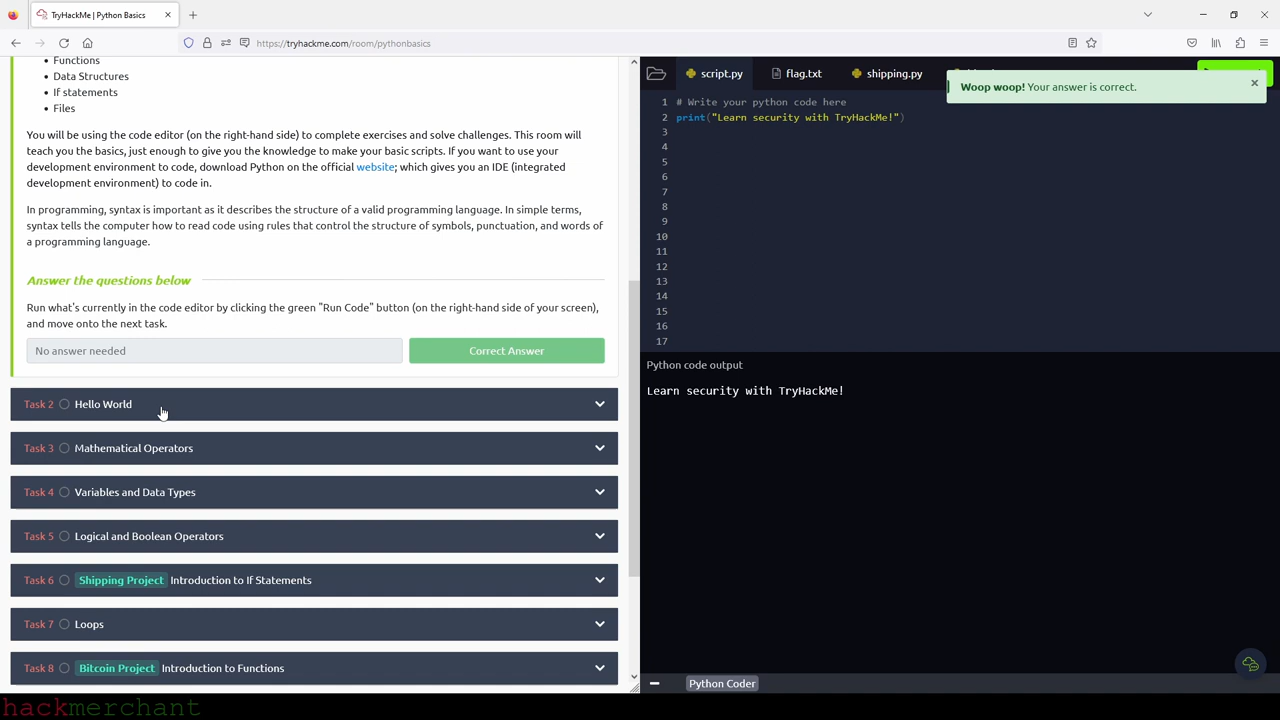 TryHackMe | Python Basics
https://tryhackme.com/room/pythonbasics
Functions
Data Structures
If statements
Files
You will be using the code editor (on the right-hand side) to complete exercises and solve challenges. This room will
teach you the basics, just enough to give you the knowledge to make your basic scripts. If you want to use your
development environment to code, download Python on the official website; which gives you an IDE (integrated
development environment) to code in.
In programming, syntax is important as it describes the structure of a valid programming language. In simple terms,
syntax tells the computer how to read code using rules that control the structure of symbols, punctuation, and words of
a programming language.
Answer the questions below
Run what's currently in the code editor by clicking the green "Run Code" button (on the right-hand side of your screen),
and move onto the next task.
No answer needed
Correct Answer
Task 2 Hello World
Task 3 Mathematical Operators
Task 4 Variables and Data Types
Task 5 Logical and Boolean Operators
Task 6 Shipping Project Introduction to If Statements
Task 7 Loops
Task 8 Bitcoin Project Introduction to Functions
script.py
flag.txt
shipping.py
Woop woop! Your answer is correct.
1 # Write your python code here
2 print("Learn security with TryHackMe!")
3
4
5
6
7
8
9
10
11
12
13
14
15
16
17
Python code output
Learn security with TryHackMe!
Python Coder
hackmerchant